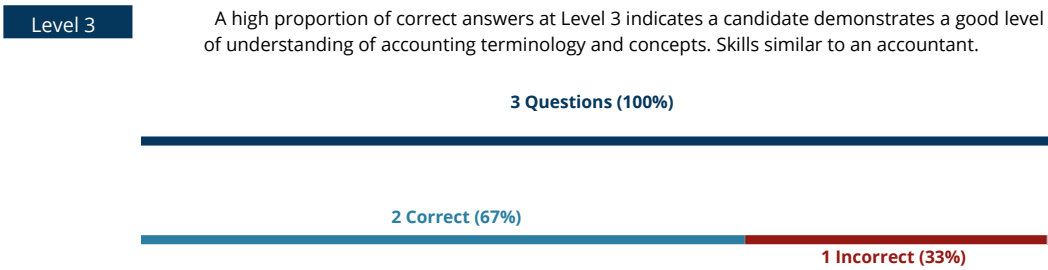 Level 3
A high proportion of correct answers at Level 3 indicates a candidate demonstrates a good level
of understanding of accounting terminology and concepts. Skills similar to an accountant.
3 Questions (100%)
2 Correct (67%)
1 Incorrect (33%)